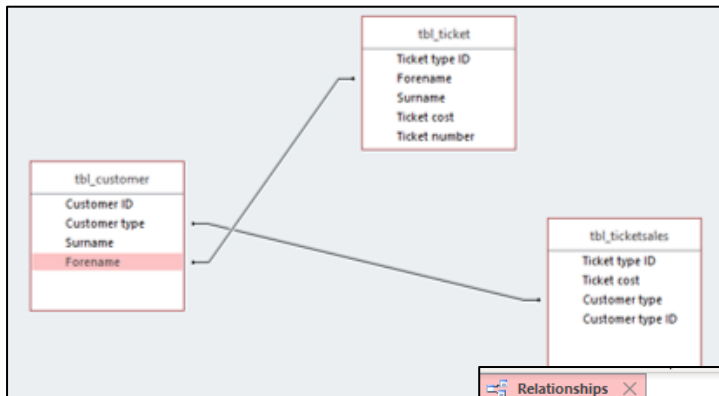 tbl_ticket
Ticket type ID
Forename
Surname
Ticket cost
Ticket number
tbl_customer
Customer ID
Customer type
Surname
Forename
tbl_ticketsales
Ticket type ID
Ticket cost
Customer type
Customer type ID
Relationships